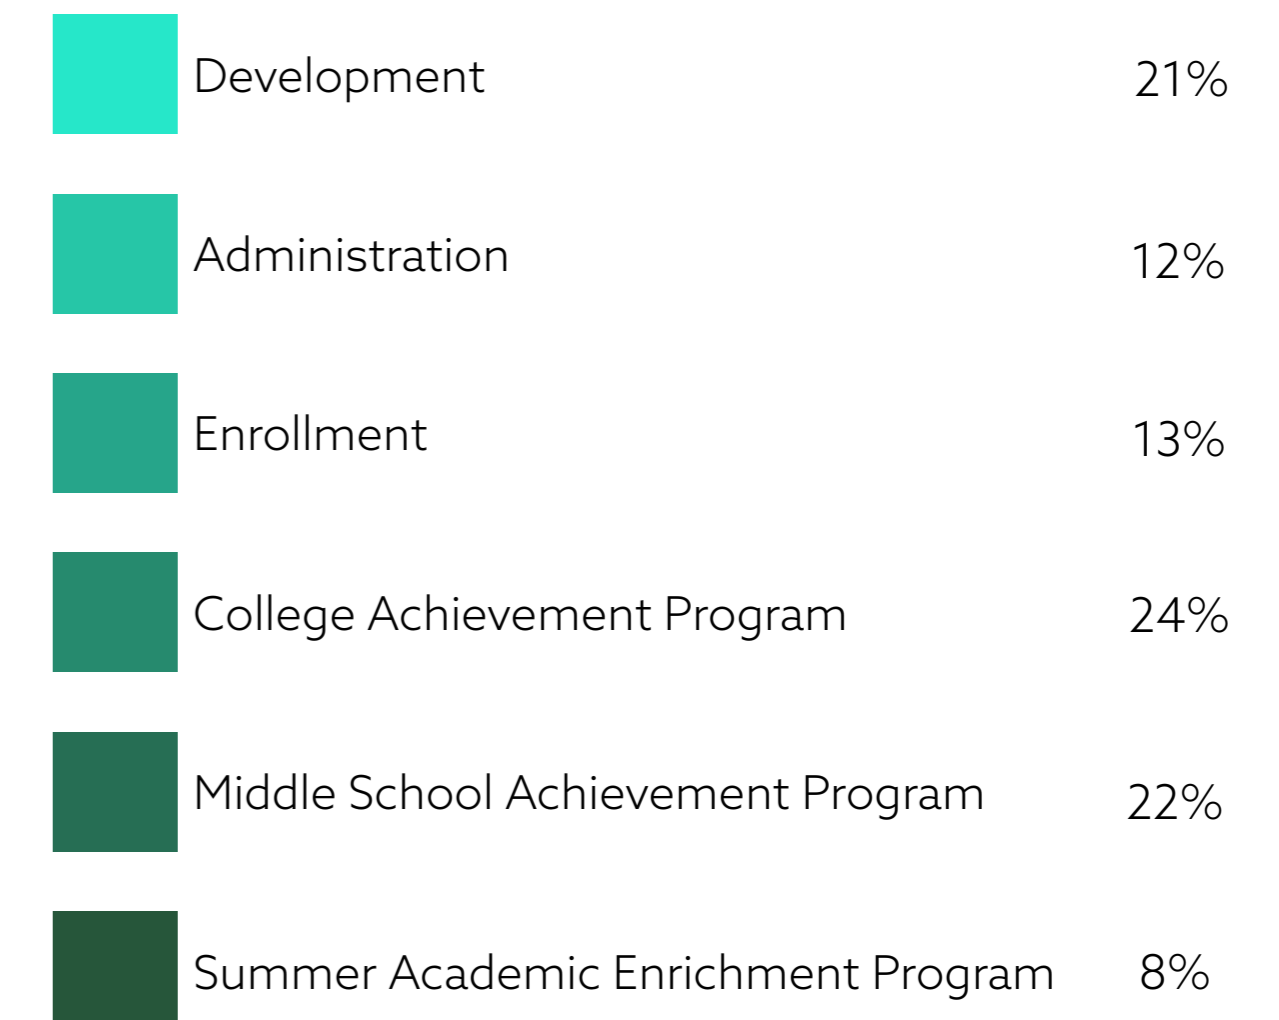 Development 21%
Administration 12%
Enrollment 13%
College Achievement Program 24%
Middle School Achievement Program 22%
Summer Academic Enrichment Program 8%